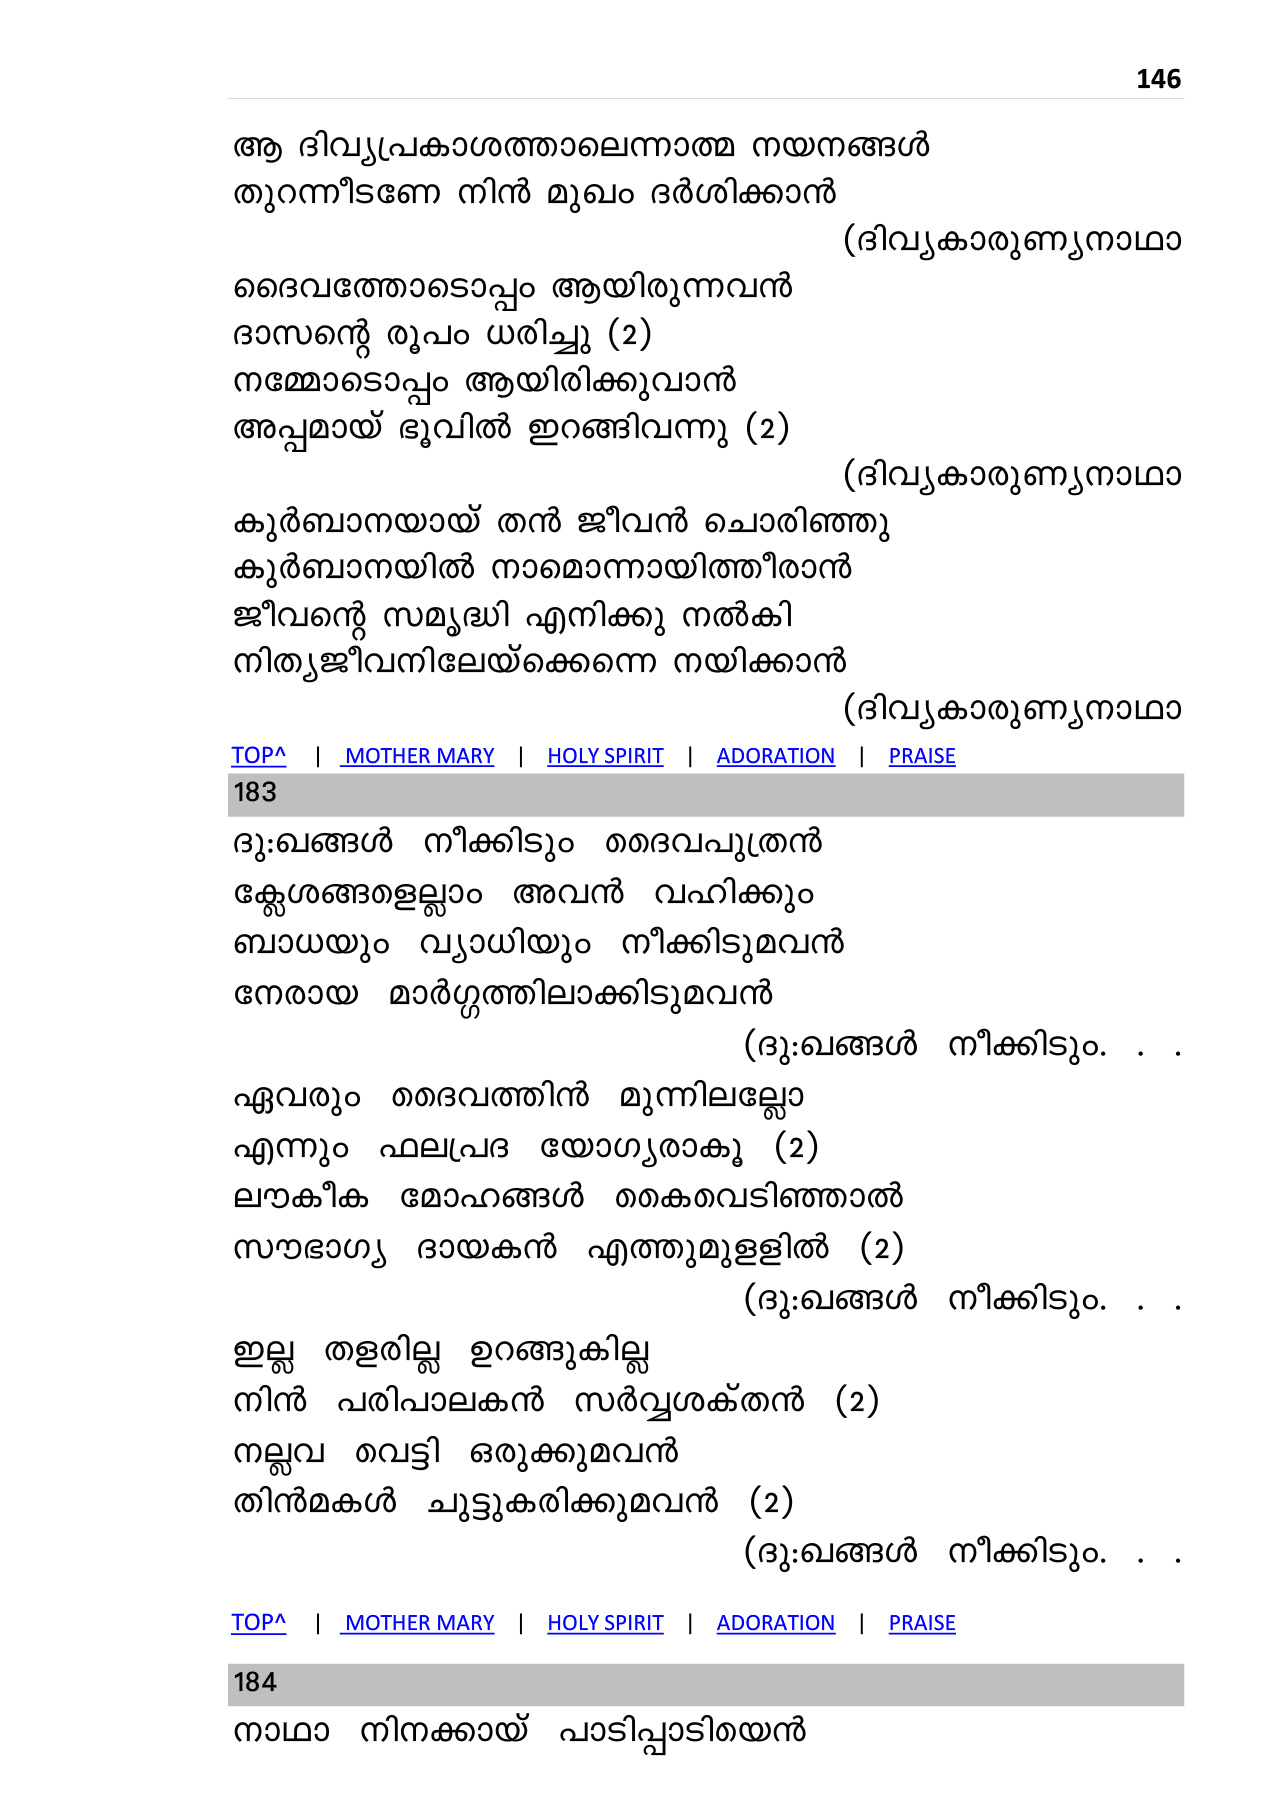 146
ആ ദിവ്യപ്രകാശത്താലെന്നാത്മ നയനങ്ങൾ
തുറന്നീടണേ നിൻ മുഖം ദർശിക്കാൻ
(ദിവ്യകാരുണ്യനാഥാ
ദൈവത്തോടൊപ്പം ആയിരുന്നവൻ
ദാസന്റെ രൂപം ധരിച്ചു (2)
നമ്മോടൊപ്പം ആയിരിക്കുവാൻ
അപ്പമായ് ഭൂവിൽ ഇറങ്ങിവന്നു (2)
(ദിവ്യകാരുണ്യനാഥാ
കുർബാനയായ് തൻ ജീവൻ ചൊരിഞ്ഞു
കുർബാനയിൽ നാമൊന്നായിത്തീരാൻ
ജീവന്റെ സമൃദ്ധി എനിക്കു നൽകി
നിത്യജീവനിലേയ്ക്കെന്നെ നയിക്കാൻ
(ദിവ്യകാരുണ്യനാഥാ
TOP^ | MOTHER MARY | HOLY SPIRIT | ADORATION | PRAISE
183
ദു:ഖങ്ങൾ നീക്കിടും ദൈവപുത്രൻ
ക്ലേശങ്ങളെല്ലാം അവൻ വഹിക്കും
ബാധയും വ്യാധിയും നീക്കിടുമവൻ
നേരായ മാർഗ്ഗത്തിലാക്കിടുമവൻ
(ദു:ഖങ്ങൾ നീക്കിടും. . .
ഏവരും ദൈവത്തിൻ മുന്നിലല്ലോ
എന്നും ഫലപ്രദ യോഗ്യരാകൂ (2)
ലൗകീക മോഹങ്ങൾ കൈവെടിഞ്ഞാൽ
സൗഭാഗ്യ ദായകൻ എത്തുമുളളിൽ (2)
(ദു:ഖങ്ങൾ നീക്കിടും. . .
ഇല്ല തളരില്ല ഉറങ്ങുകില്ല
നിൻ പരിപാലകൻ സർവ്വശക്തൻ (2)
നല്ലവ വെട്ടി ഒരുക്കുമവൻ
തിൻമകൾ ചുട്ടുകരിക്കുമവൻ (2)
(ദു:ഖങ്ങൾ നീക്കിടും. . .
TOP^ | MOTHER MARY | HOLY SPIRIT | ADORATION | PRAISE
184
നാഥാ നിനക്കായ് പാടിപ്പാടിയെൻ